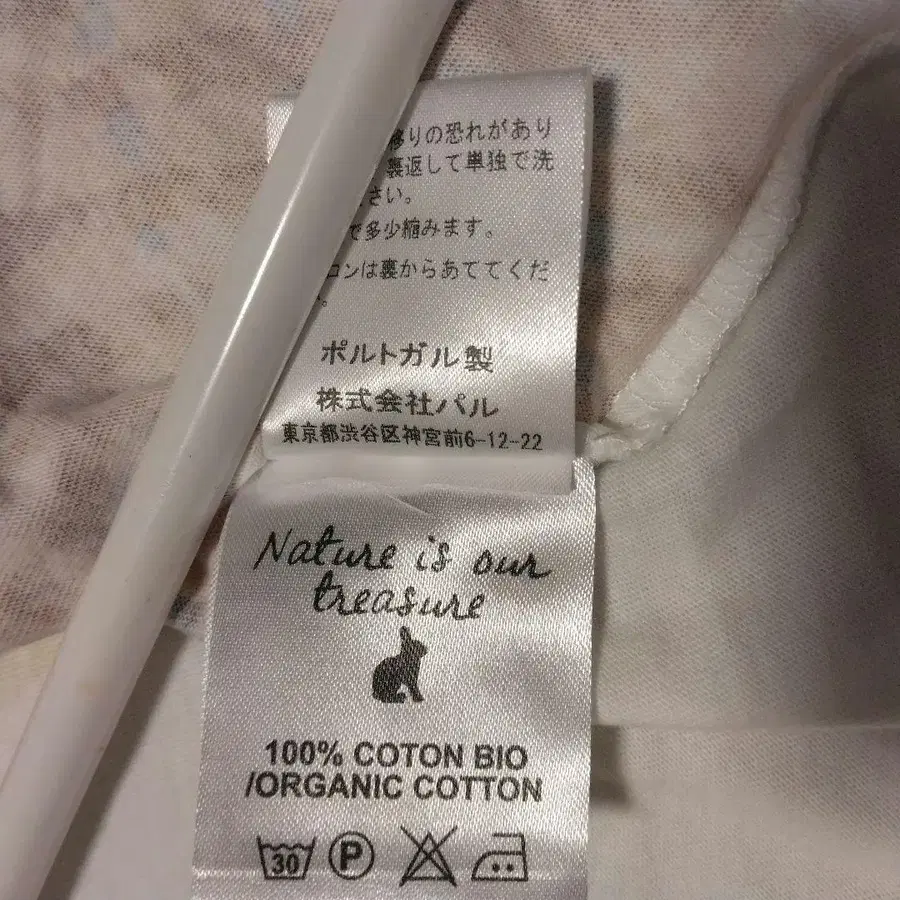 移りの恐れがあり
裏返して単独で洗
さい。
で多少縮みます。
コンは裏からあててくだ
。
ポルトガル製
株式会社パル
東京都渋谷区神宮前6-12-22
Nature is our
treasure
100% COTON BIO
/ORGANIC COTTON
30 P